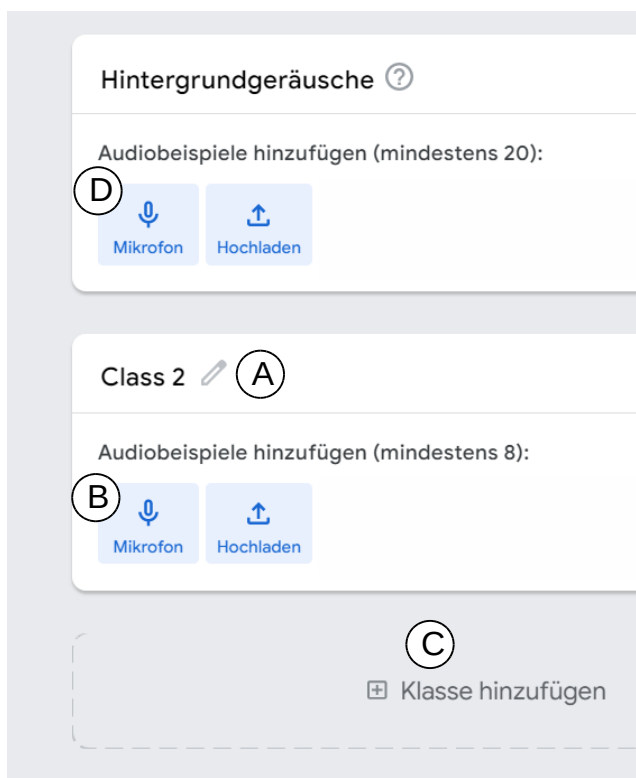 Hintergrundgeräusche ?
Audiobeispiele hinzufügen (mindestens 20):
D
Mikrofon Hochladen
Class 2 A
Audiobeispiele hinzufügen (mindestens 8):
B
Mikrofon Hochladen
C
Klasse hinzufügen